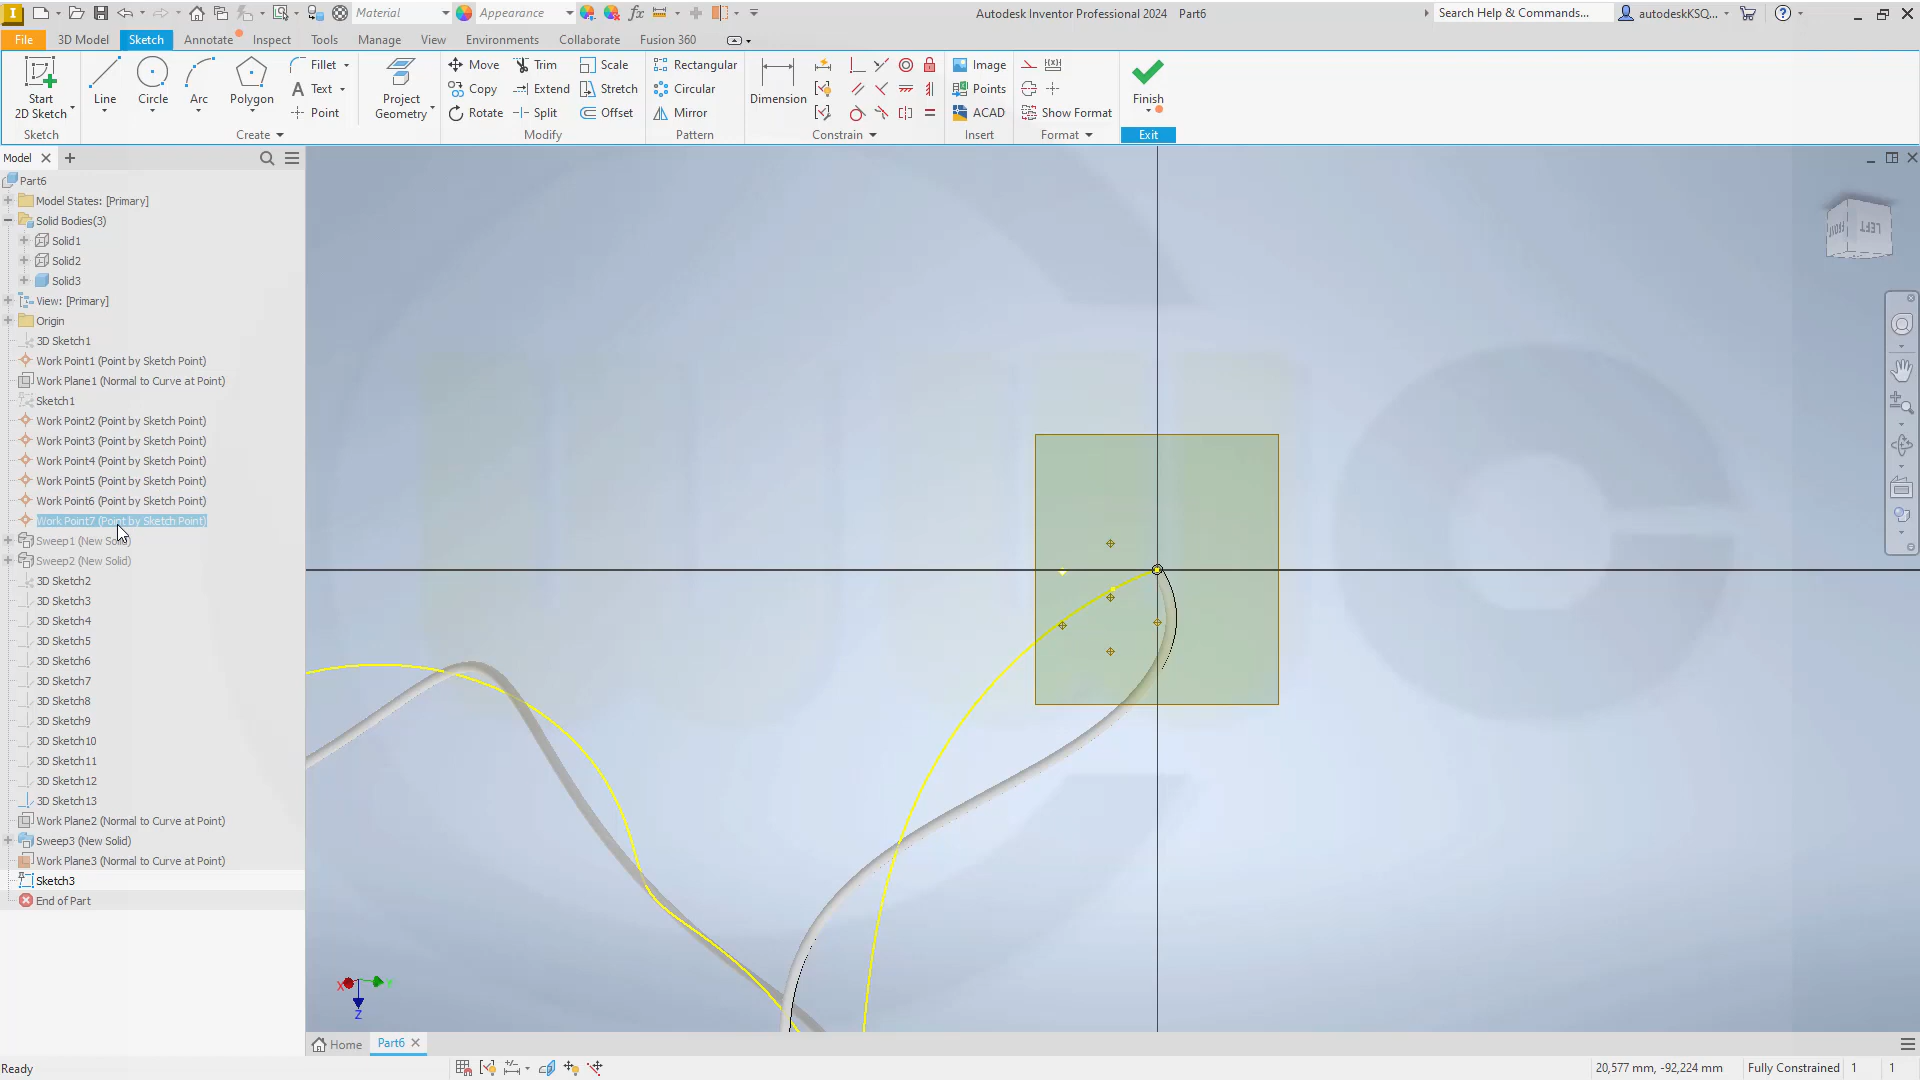 Material
Appearance
Autodesk Inventor Professional 2024 Part6
Search Help & Commands...
autodeskKSQ...
File
3D Model
Sketch
Annotate
Inspect
Tools
Manage
View
Environments
Collaborate
Fusion 360
Start
2D Sketch
Line
Circle
Arc
Polygon
Fillet
Text
Point
Project
Geometry
Move
Copy
Rotate
Trim
Extend
Split
Scale
Stretch
Offset
Rectangular
Circular
Mirror
Dimension
Image
Points
ACAD
Show Format
Finish
Sketch
Create
Modify
Pattern
Constrain
Insert
Format
Exit
Model
Part6
Model States: [Primary]
Solid Bodies(3)
Solid1
Solid2
Solid3
View: [Primary]
Origin
3D Sketch1
Work Point1 (Point by Sketch Point)
Work Plane1 (Normal to Curve at Point)
Sketch1
Work Point2 (Point by Sketch Point)
Work Point3 (Point by Sketch Point)
Work Point4 (Point by Sketch Point)
Work Point5 (Point by Sketch Point)
Work Point6 (Point by Sketch Point)
Work Point7 (Point by Sketch Point)
Sweep1 (New Solid)
Sweep2 (New Solid)
3D Sketch2
3D Sketch3
3D Sketch4
3D Sketch5
3D Sketch6
3D Sketch7
3D Sketch8
3D Sketch9
3D Sketch10
3D Sketch11
3D Sketch12
3D Sketch13
Work Plane2 (Normal to Curve at Point)
Sweep3 (New Solid)
Work Plane3 (Normal to Curve at Point)
Sketch3
End of Part
FRONT
LEFT
X
Y
Z
Home
Part6
Ready
20,577 mm, -92,224 mm
Fully Constrained
1
1